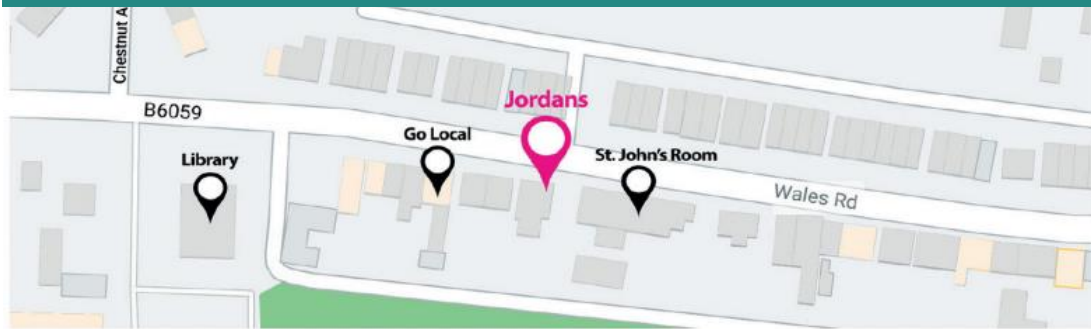 Chestnut A
B6059
Jordans
Go Local
Library
St. John's Room
Wales Rd